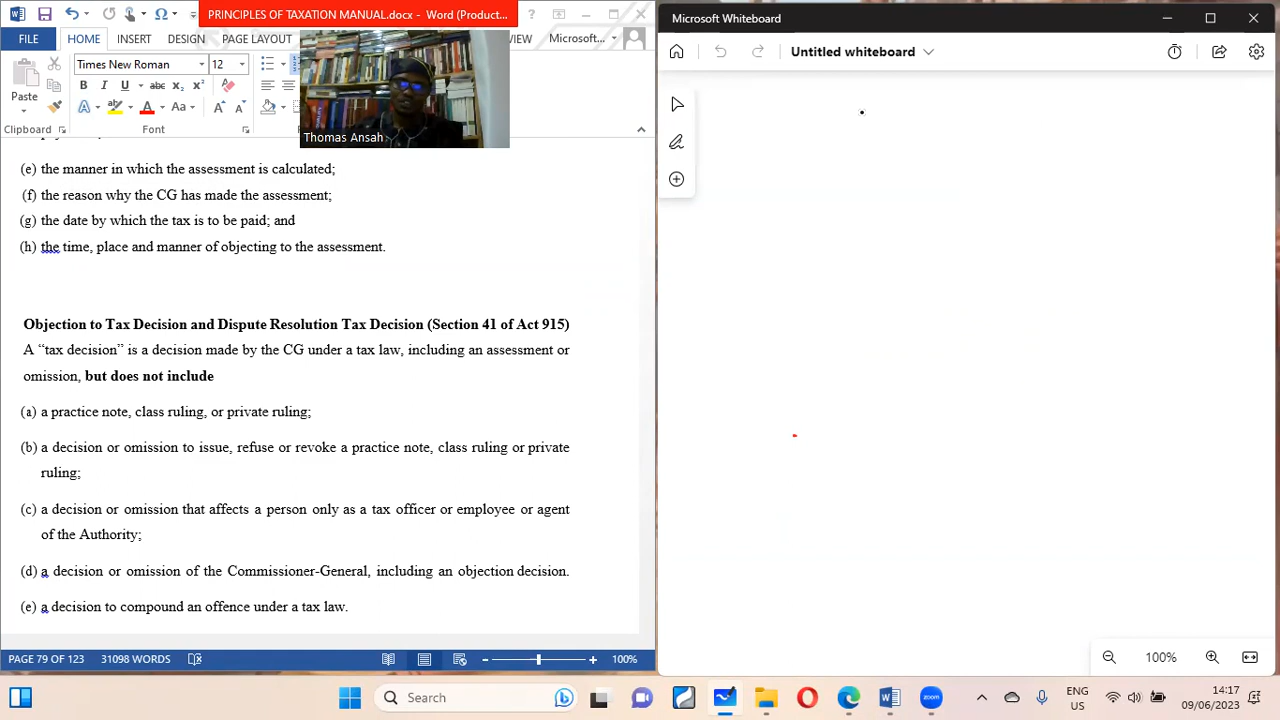 PRINCIPLES OF TAXATION MANUAL.docx - Word (Product...
FILE HOME INSERT DESIGN PAGE LAYOUT VIEW Microsoft...
Times New Roman 12
Paste
B I U abc X₂ X²
Aa
Clipboard Font
Thomas Ansah
(e) the manner in which the assessment is calculated;
(f) the reason why the CG has made the assessment;
(g) the date by which the tax is to be paid; and
(h) the time, place and manner of objecting to the assessment.
Objection to Tax Decision and Dispute Resolution Tax Decision (Section 41 of Act 915)
A “tax decision” is a decision made by the CG under a tax law, including an assessment or
omission, but does not include
(a) a practice note, class ruling, or private ruling;
(b) a decision or omission to issue, refuse or revoke a practice note, class ruling or private
ruling;
(c) a decision or omission that affects a person only as a tax officer or employee or agent
of the Authority;
(d) a decision or omission of the Commissioner-General, including an objection decision.
(e) a decision to compound an offence under a tax law.
PAGE 79 OF 123 31098 WORDS 100%
Microsoft Whiteboard
Untitled whiteboard
100%
Search
zoom
ENG
US
14:17
09/06/2023